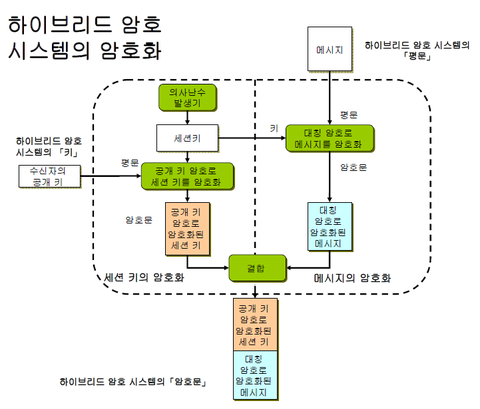 하이브리드 암호
시스템의 암호화
메시지
하이브리드 암호 시스템의
「평문」
의사난수
발생기
평문
하이브리드 암호
시스템의 「키」
세션키
키
대칭 암호로
메시지를 암호화
수신자의
공개 키
평문
공개 키 암호로
세션 키를 암호화
암호문
암호문
공개 키
암호로
암호화된
세션 키
대칭
암호로
암호화된
메시지
결합
세션 키의 암호화
메시지의 암호화
공개 키
암호로
암호화된
세션 키
대칭
암호로
암호화된
메시지
하이브리드 암호 시스템의 「암호문」